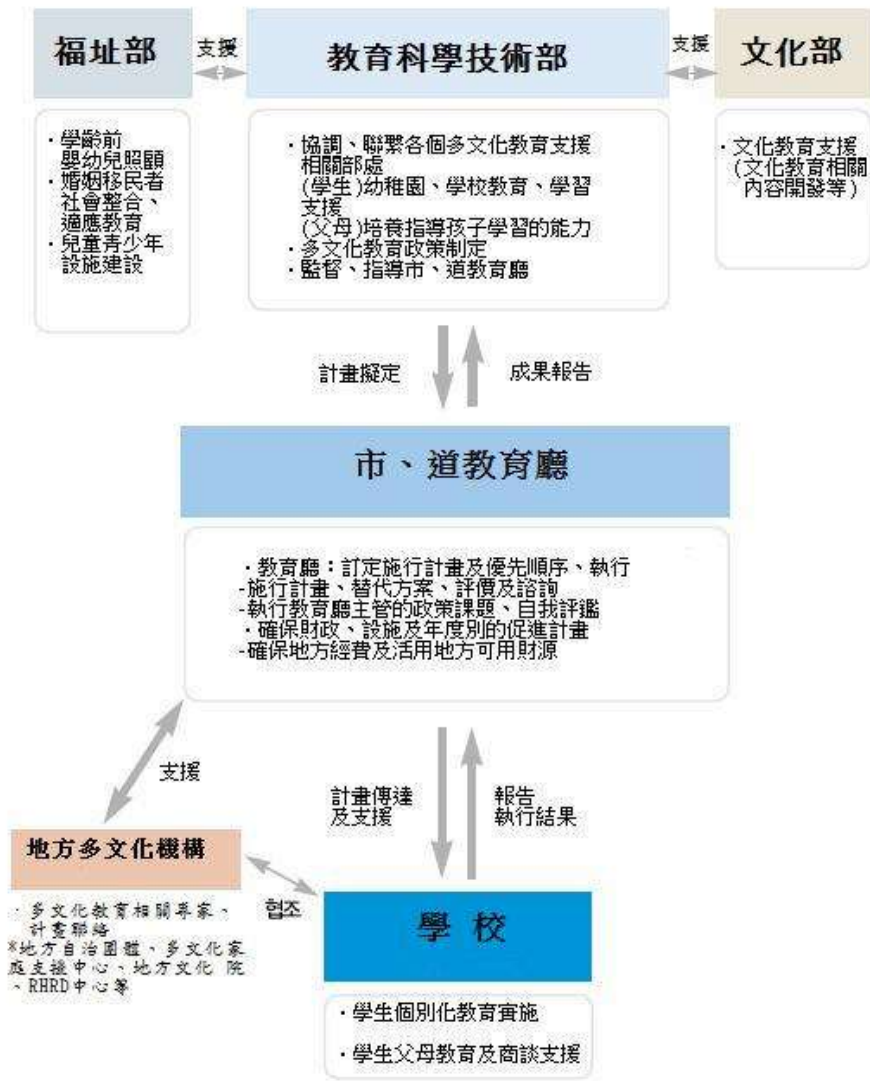 福址部
支援
教育科學技術部
支援
文化部
· 學齡前
嬰幼兒照顧
· 婚姻移民者
社會整合、
適應教育
· 兒童青少年
設施建設
· 協調、聯繫各個多文化教育支援
相關部處
(學生)幼稚園、學校教育、學習
支援
(父母)培養指導孩子學習的能力
· 多文化教育政策制定
· 監督、指導市、道教育廳
· 文化教育支援
(文化教育相關
內容開發等)
計畫擬定
成果報告
市、道教育廳
· 教育廳：訂定施行計畫及優先順序、執行
-施行計畫、替代方案、評價及諮詢
-執行教育廳主管的政策課題、自我評鑑
· 確保財政、設施及年度別的促進計畫
-確保地方經費及活用地方可用財源
支援
計畫傳達
及支援
報告
執行結果
地方多文化機構
· 多文化教育相關專家、
計畫聯絡
*地方自治團體、多文化家
庭支援中心、地方文化 院
、RHRD中心等
協조
學 校
· 學生個別化教育實施
· 學生父母教育及商談支援